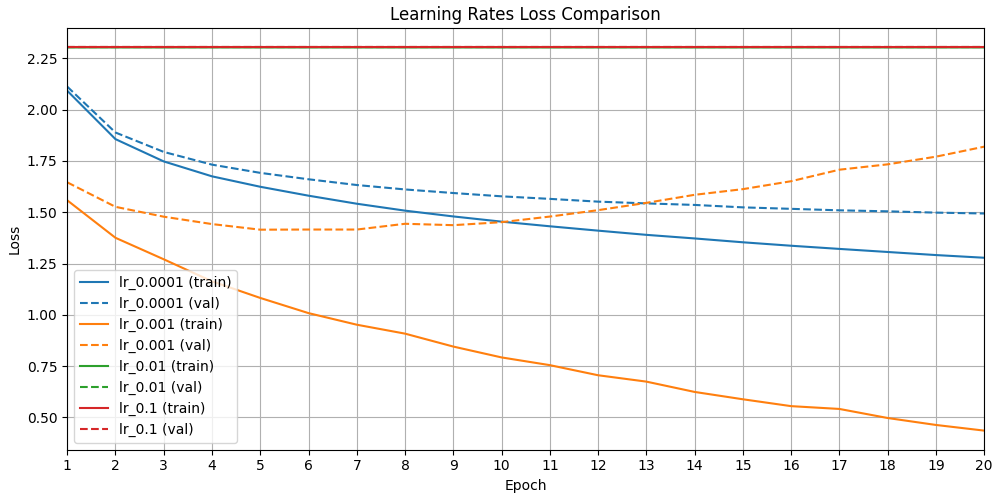 Learning Rates Loss Comparison
2.25
2.00
1.75
1.50
1.25
1.00
0.75
0.50
Loss
lr_0.0001 (train)
lr_0.0001 (val)
lr_0.001 (train)
lr_0.001 (val)
lr_0.01 (train)
lr_0.01 (val)
lr_0.1 (train)
lr_0.1 (val)
1 2 3 4 5 6 7 8 9 10 11 12 13 14 15 16 17 18 19 20
Epoch